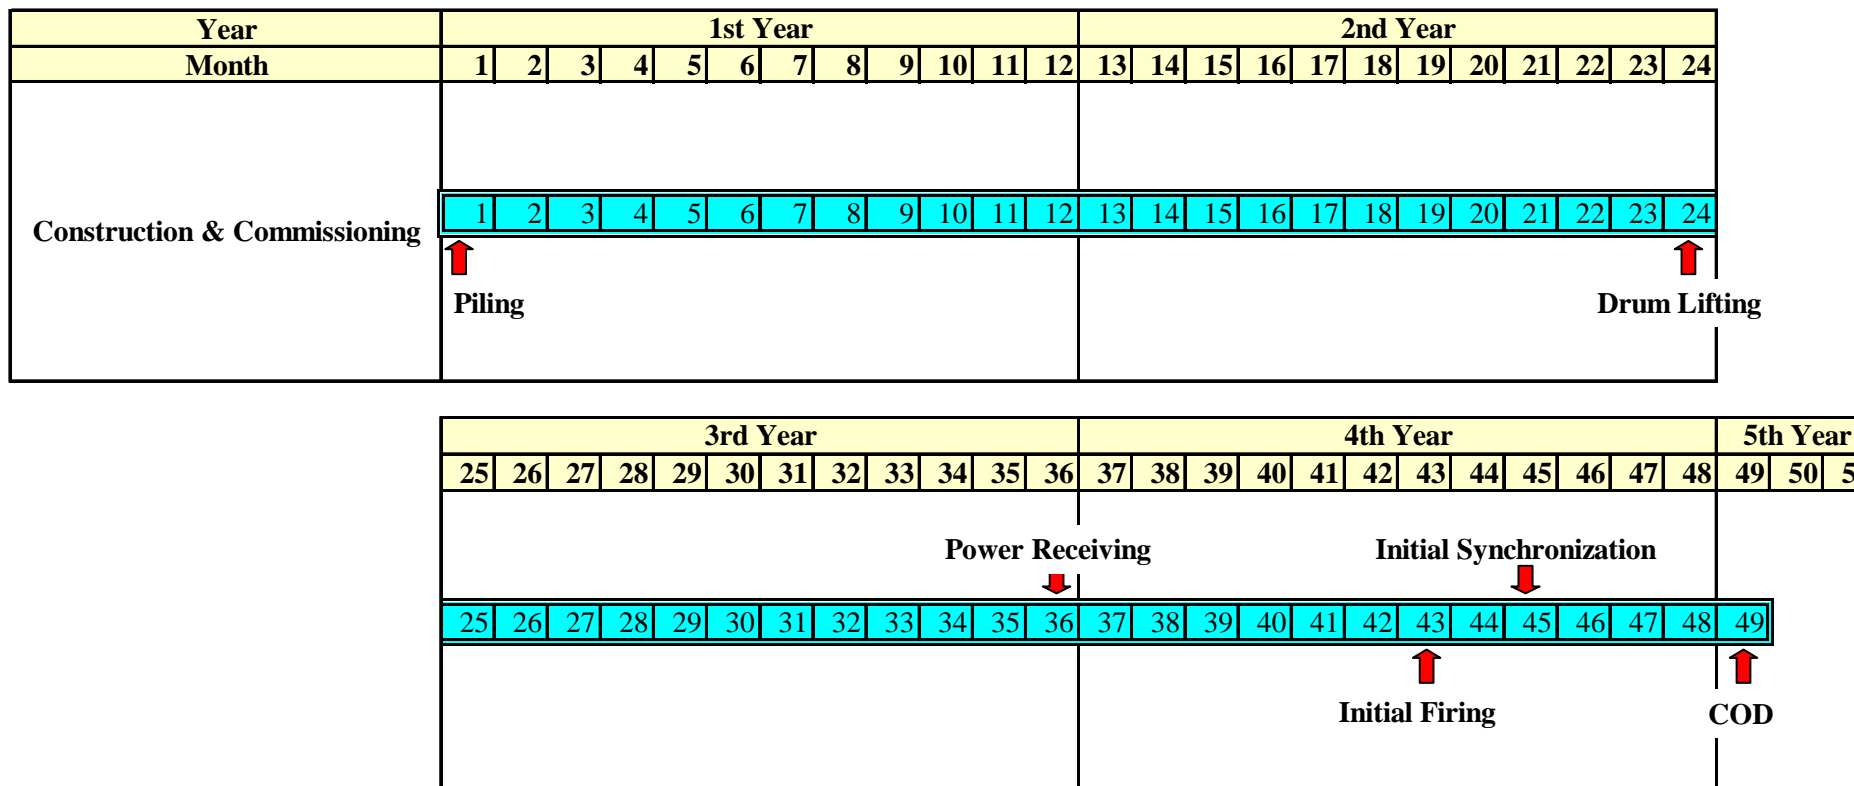 Year 1st Year 2nd Year
Month 1 2 3 4 5 6 7 8 9 10 11 12 13 14 15 16 17 18 19 20 21 22 23 24
1 2 3 4 5 6 7 8 9 10 11 12 13 14 15 16 17 18 19 20 21 22 23 24
Construction & Commissioning
Piling Drum Lifting
3rd Year 4th Year 5th Year
25 26 27 28 29 30 31 32 33 34 35 36 37 38 39 40 41 42 43 44 45 46 47 48 49 50 5
Power Receiving Initial Synchronization
25 26 27 28 29 30 31 32 33 34 35 36 37 38 39 40 41 42 43 44 45 46 47 48 49
Initial Firing COD